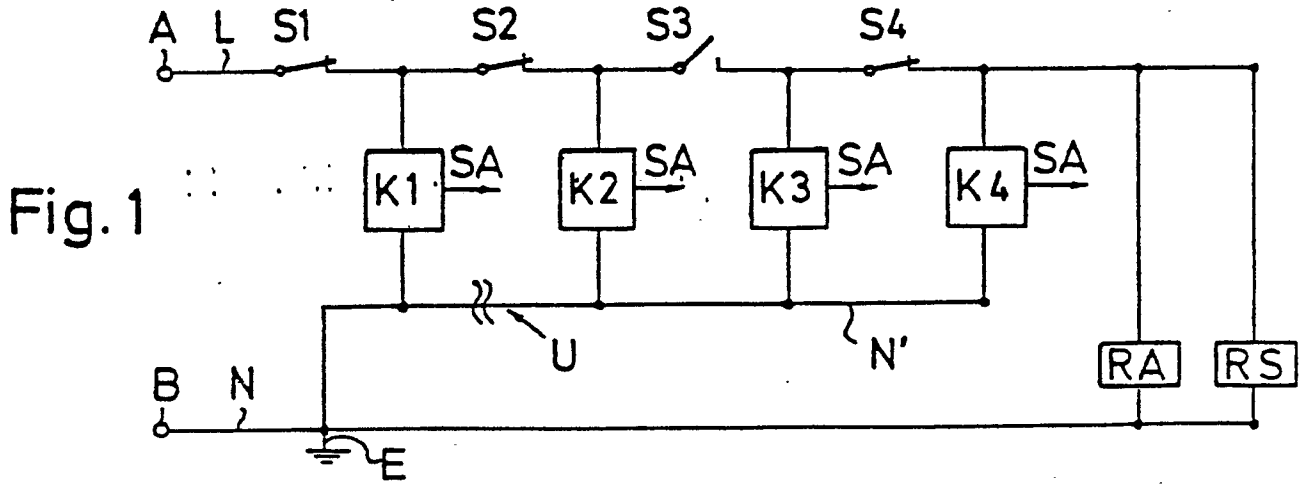 A L S1 S2 S3 S4
SA SA SA SA
K1 K2 K3 K4
Fig. 1
U N'
RA RS
B N
E